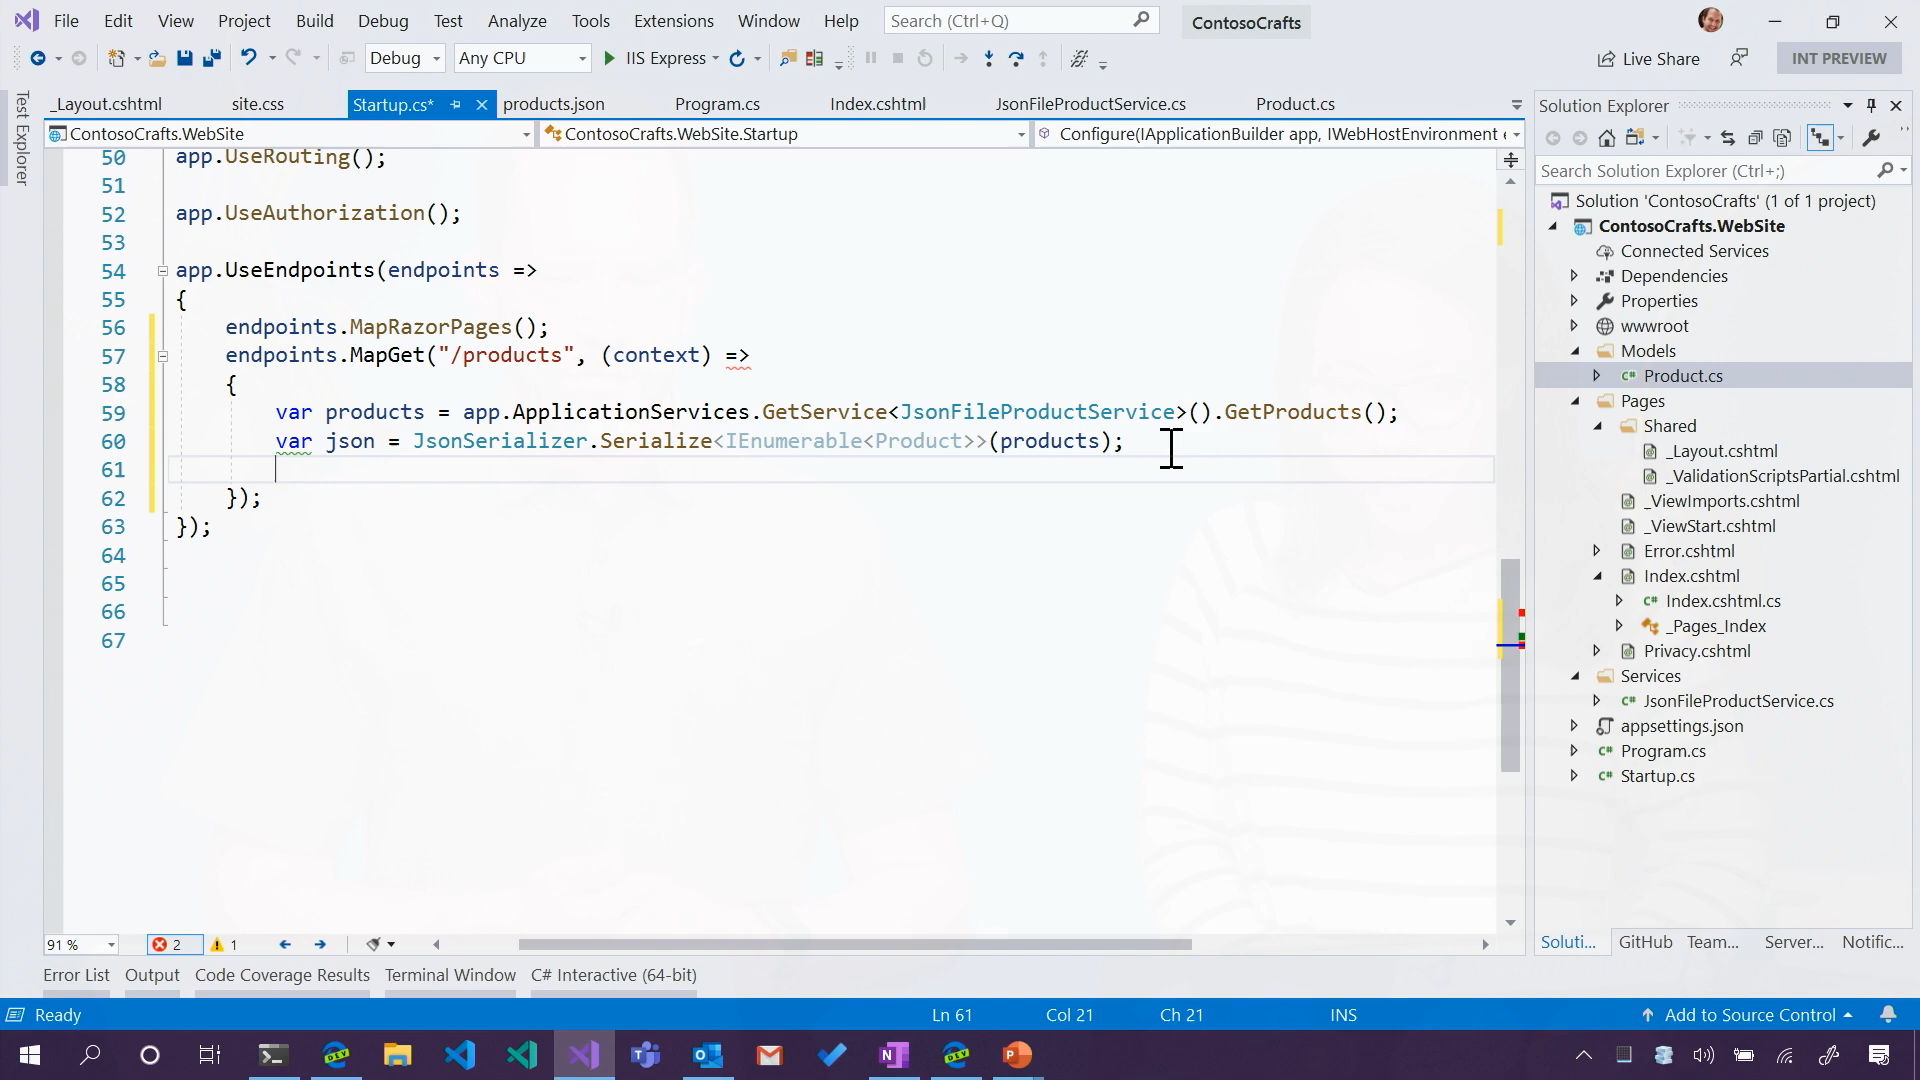 File Edit View Project Build Debug Test Analyze Tools Extensions Window Help Search (Ctrl+Q) ContosoCrafts
Debug Any CPU IIS Express Live Share INT PREVIEW
Test Explorer
_Layout.cshtml site.css Startup.cs* products.json Program.cs Index.cshtml JsonFileProductService.cs Product.cs
ContosoCrafts.WebSite ContosoCrafts.WebSite.Startup Configure(IApplicationBuilder app, IWebHostEnvironment e
50 app.UseRouting();
51
52 app.UseAuthorization();
53
54 app.UseEndpoints(endpoints =>
55 {
56 endpoints.MapRazorPages();
57 endpoints.MapGet("/products", (context) =>
58 {
59 var products = app.ApplicationServices.GetService<JsonFileProductService>().GetProducts();
60 var json = JsonSerializer.Serialize<IEnumerable<Product>>(products);
61
62 });
63 });
64
65
66
67
91 % 2 1
Error List Output Code Coverage Results Terminal Window C# Interactive (64-bit)
Solution Explorer
Search Solution Explorer (Ctrl+;)
Solution 'ContosoCrafts' (1 of 1 project)
ContosoCrafts.WebSite
Connected Services
Dependencies
Properties
wwwroot
Models
C# Product.cs
Pages
Shared
_Layout.cshtml
_ValidationScriptsPartial.cshtml
_ViewImports.cshtml
_ViewStart.cshtml
Error.cshtml
Index.cshtml
C# Index.cshtml.cs
_Pages_Index
Privacy.cshtml
Services
C# JsonFileProductService.cs
appsettings.json
C# Program.cs
C# Startup.cs
Soluti... GitHub Team... Server... Notific...
Ready Ln 61 Col 21 Ch 21 INS Add to Source Control
DEV DEV